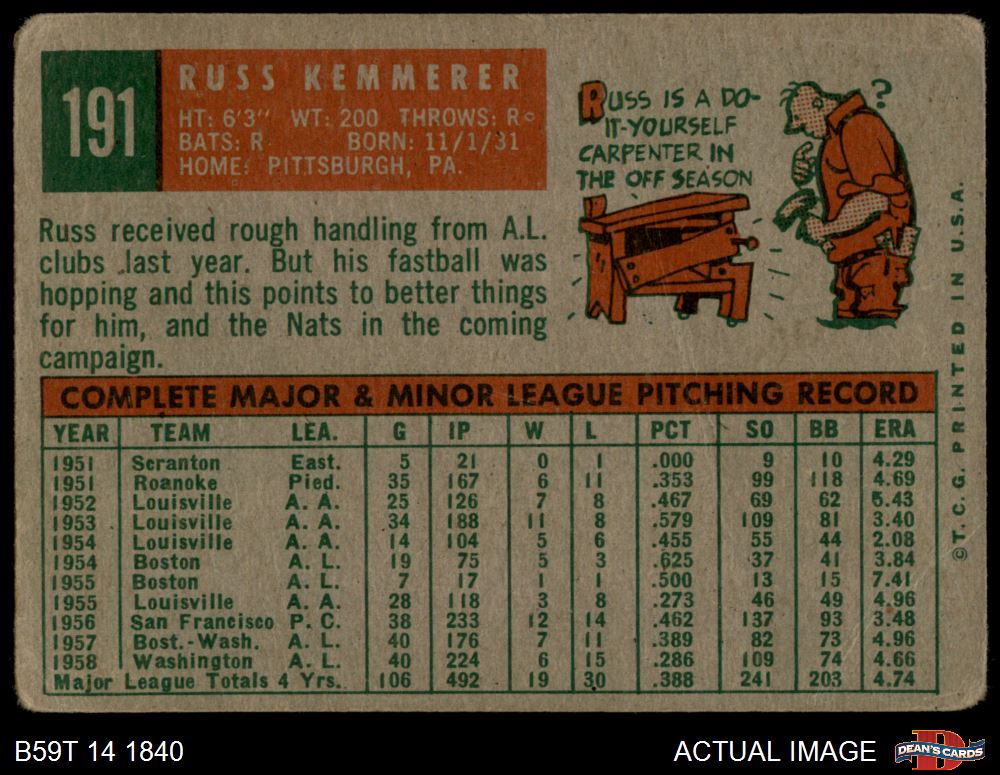 191
RUSS KEMMERER
HT: 6'3" WT: 200 THROWS: R
BATS: R BORN: 11/1/31
HOME: PITTSBURGH, PA.
RUSS IS A DO-
IT-YOURSELF
CARPENTER IN
THE OFF SEASON
?
Russ received rough handling from A.L.
clubs last year. But his fastball was
hopping and this points to better things
for him, and the Nats in the coming
campaign.
COMPLETE MAJOR & MINOR LEAGUE PITCHING RECORD
YEAR TEAM LEA. G IP W L PCT SO BB ERA
1951 Scranton East. 5 21 0 1 .000 9 10 4.29
1951 Roanoke Pied. 35 167 6 11 .353 99 118 4.69
1952 Louisville A. A. 25 126 7 8 .467 69 62 5.43
1953 Louisville A. A. 34 188 11 8 .579 109 81 3.40
1954 Louisville A. A. 14 104 5 6 .455 55 44 2.08
1954 Boston A. L. 19 75 5 3 .625 37 41 3.84
1955 Boston A. L. 7 17 1 1 .500 13 15 7.41
1955 Louisville A. A. 28 118 3 8 .273 46 49 4.96
1956 San Francisco P. C. 38 233 12 14 .462 137 93 3.48
1957 Bost.-Wash. A. L. 40 176 7 11 .389 82 73 4.96
1958 Washington A. L. 40 224 6 15 .286 109 74 4.66
Major League Totals 4 Yrs. 106 492 19 30 .388 241 203 4.74
©T. C. G. PRINTED IN U.S.A.
B59T 14 1840
ACTUAL IMAGE
DEAN'S CARDS